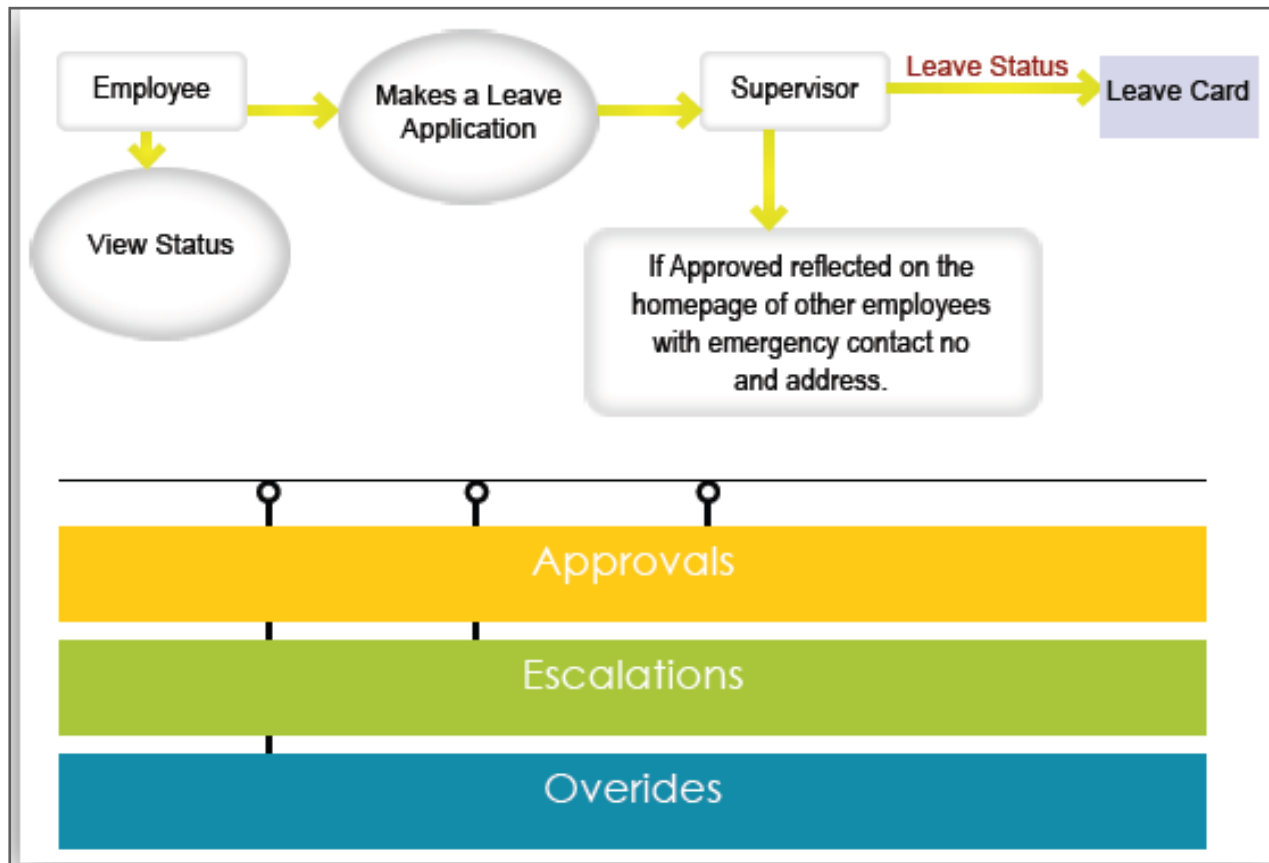 Employee
Makes a Leave
Application
Supervisor
Leave Status
Leave Card
View Status
If Approved reflected on the
homepage of other employees
with emergency contact no
and address.
Approvals
Escalations
Overides